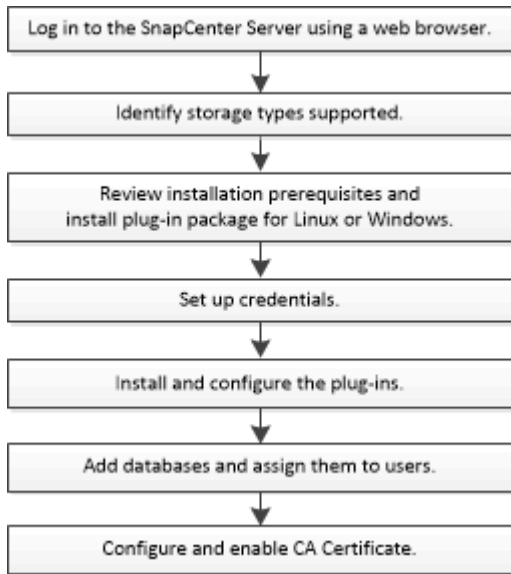 Log in to the SnapCenter Server using a web browser.
Identify storage types supported.
Review installation prerequisites and
install plug-in package for Linux or Windows.
Set up credentials.
Install and configure the plug-ins.
Add databases and assign them to users.
Configure and enable CA Certificate.